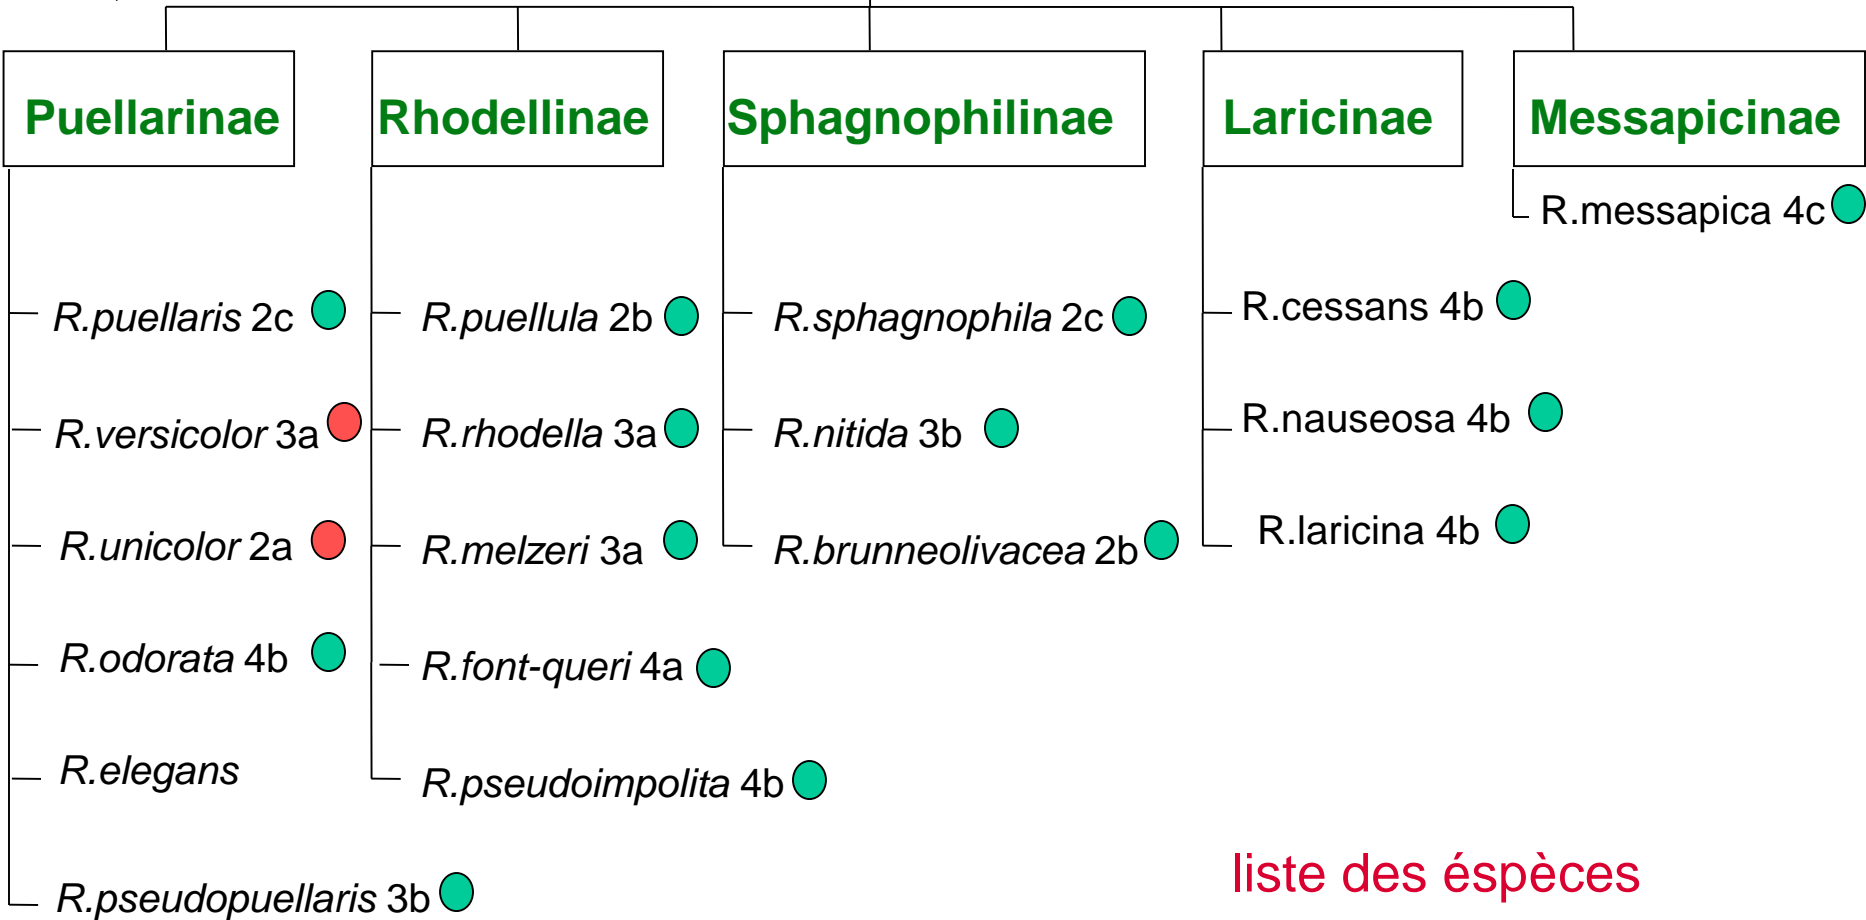 Puellarinae
R.puellaris 2c
R.versicolor 3a
R.unicolor 2a
R.odorata 4b
R.elegans
R.pseudopuellaris 3b
Rhodellinae
R.puellula 2b
R.rhodella 3a
R.melzeri 3a
R.font-queri 4a
R.pseudoimpolita 4b
Sphagnophilinae
R.sphagnophila 2c
R.nitida 3b
R.brunneolivacea 2b
Laricinae
R.cessans 4b
R.nauseosa 4b
R.laricina 4b
Messapicinae
R.messapica 4c
liste des éspèces